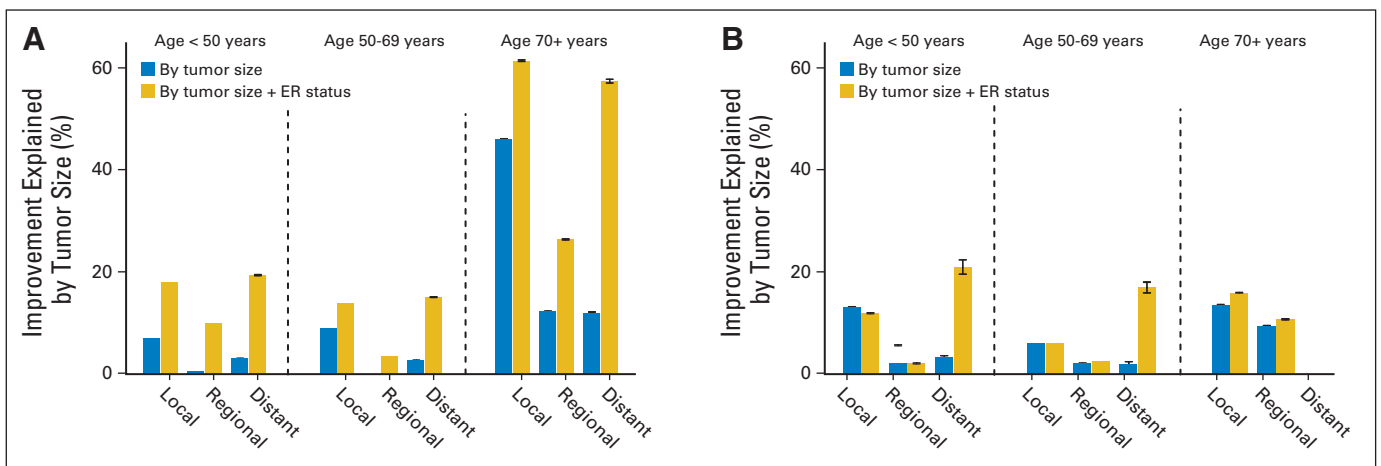 A
Age < 50 years
Age 50-69 years
Age 70+ years
By tumor size
By tumor size + ER status
Improvement Explained
by Tumor Size (%)
60
40
20
0
Local
Regional
Distant
Local
Regional
Distant
Local
Regional
Distant
B
Age < 50 years
Age 50-69 years
Age 70+ years
By tumor size
By tumor size + ER status
Improvement Explained
by Tumor Size (%)
60
40
20
0
Local
Regional
Distant
Local
Regional
Distant
Local
Regional
Distant